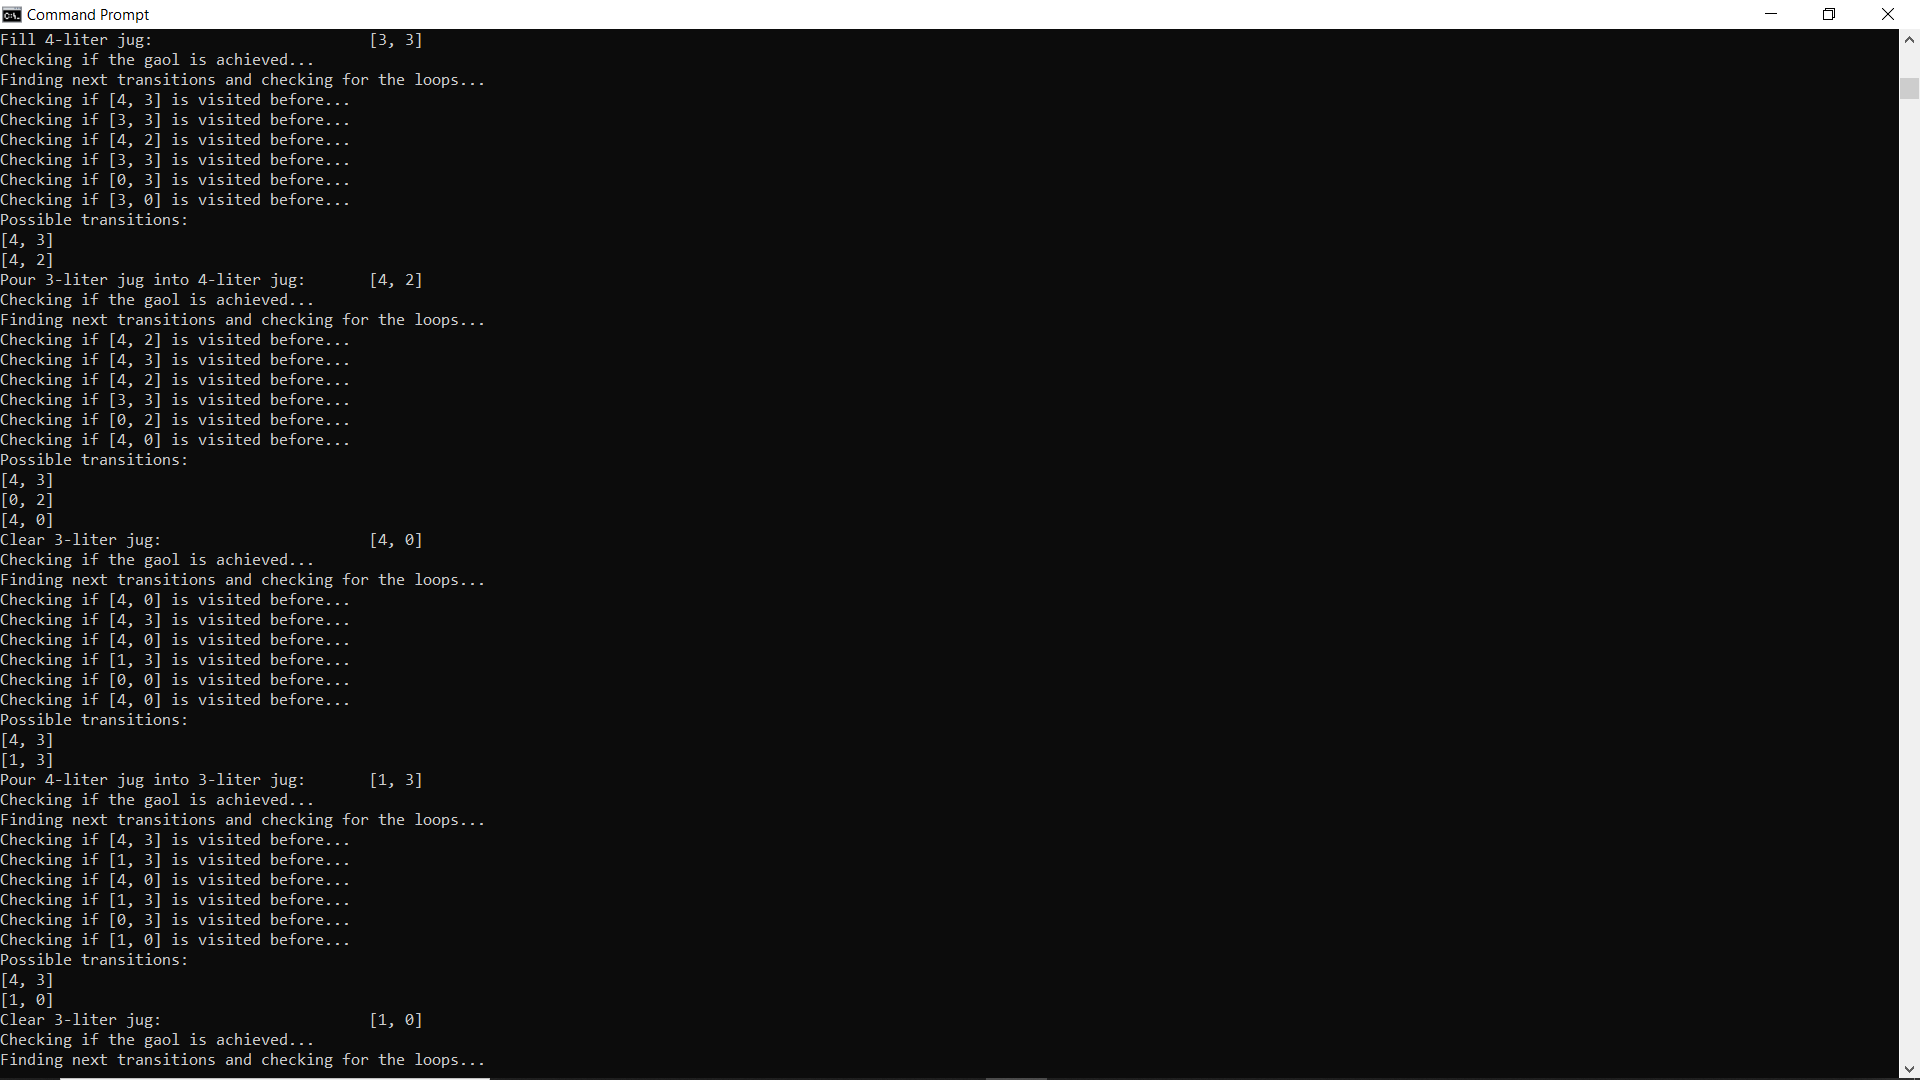 Command Prompt
Fill 4-liter jug: [3, 3]
Checking if the gaol is achieved...
Finding next transitions and checking for the loops...
Checking if [4, 3] is visited before...
Checking if [3, 3] is visited before...
Checking if [4, 2] is visited before...
Checking if [3, 3] is visited before...
Checking if [0, 3] is visited before...
Checking if [3, 0] is visited before...
Possible transitions:
[4, 3]
[4, 2]
Pour 3-liter jug into 4-liter jug: [4, 2]
Checking if the gaol is achieved...
Finding next transitions and checking for the loops...
Checking if [4, 2] is visited before...
Checking if [4, 3] is visited before...
Checking if [4, 2] is visited before...
Checking if [3, 3] is visited before...
Checking if [0, 2] is visited before...
Checking if [4, 0] is visited before...
Possible transitions:
[4, 3]
[0, 2]
[4, 0]
Clear 3-liter jug: [4, 0]
Checking if the gaol is achieved...
Finding next transitions and checking for the loops...
Checking if [4, 0] is visited before...
Checking if [4, 3] is visited before...
Checking if [4, 0] is visited before...
Checking if [1, 3] is visited before...
Checking if [0, 0] is visited before...
Checking if [4, 0] is visited before...
Possible transitions:
[4, 3]
[1, 3]
Pour 4-liter jug into 3-liter jug: [1, 3]
Checking if the gaol is achieved...
Finding next transitions and checking for the loops...
Checking if [4, 3] is visited before...
Checking if [1, 3] is visited before...
Checking if [4, 0] is visited before...
Checking if [1, 3] is visited before...
Checking if [0, 3] is visited before...
Checking if [1, 0] is visited before...
Possible transitions:
[4, 3]
[1, 0]
Clear 3-liter jug: [1, 0]
Checking if the gaol is achieved...
Finding next transitions and checking for the loops...